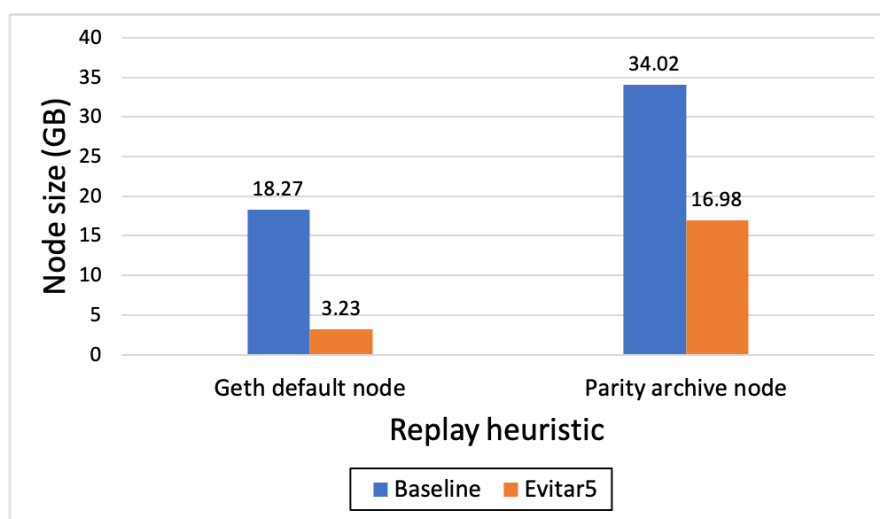 40
35
30
25
20
15
10
5
0
Node size (GB)
18.27
3.23
34.02
16.98
Geth default node
Parity archive node
Replay heuristic
Baseline
Evitar5